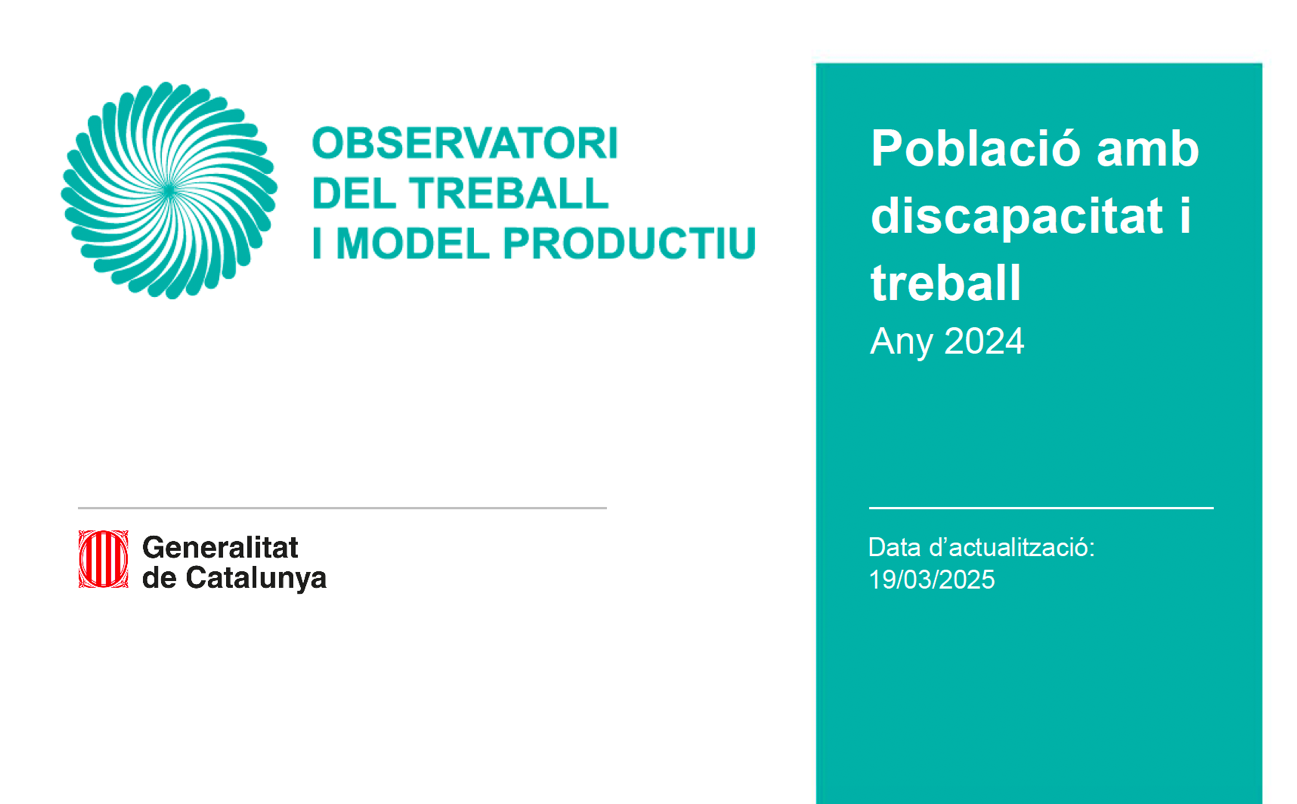 OBSERVATORI
DEL TREBALL
I MODEL PRODUCTIU
Generalitat
de Catalunya
Població amb
discapacitat i
treball
Any 2024
Data d’actualització:
19/03/2025